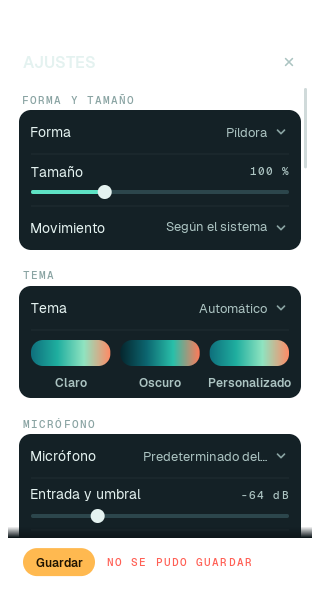 AJUSTES
FORMA Y TAMAÑO
Forma Píldora
Tamaño 100 %
Movimiento Según el sistema
TEMA
Tema Automático
Claro Oscuro Personalizado
MICRÓFONO
Micrófono Predeterminado del…
Entrada y umbral -64 dB
Guardar NO SE PUDO GUARDAR